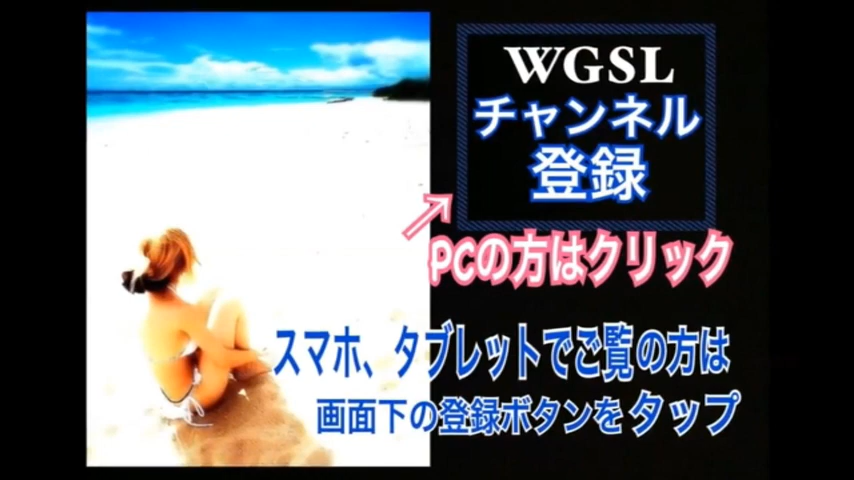 WGSL
チャンネル
登録
PCの方はクリック
スマホ、タブレットでご覧の方は
画面下の登録ボタンをタップ